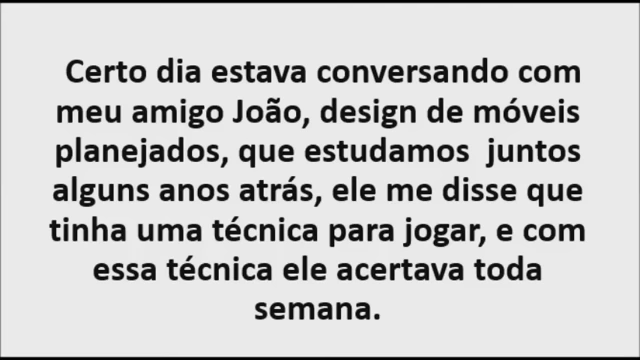 Certo dia estava conversando com
meu amigo João, design de móveis
planejados, que estudamos juntos
alguns anos atrás, ele me disse que
tinha uma técnica para jogar, e com
essa técnica ele acertava toda
semana.